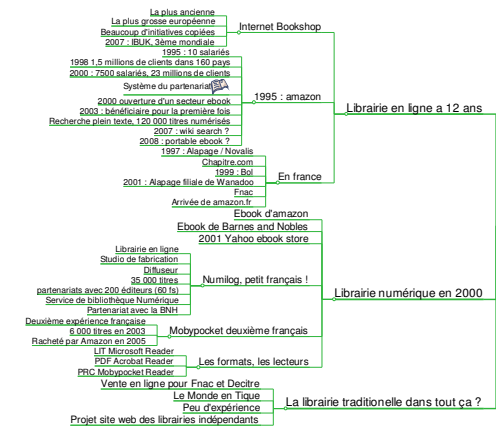 La plus ancienne
La plus grosse européenne
Beaucoup d'initiatives copiées
2007 : IBUK, 3ème mondiale
Internet Bookshop
1995 : 10 salariés
1998 1,5 millions de clients dans 160 pays
2000 : 7500 salariés, 23 millions de clients
Système du partenariat
2000 ouverture d'un secteur ebook
2003 : bénéficiaire pour la première fois
Recherche plein texte, 120 000 titres numérisés
2007 : wiki search ?
2008 : portable ebook ?
1995 : amazon
1997 : Alapage / Novalis
Chapitre.com
1999 : Bol
2001 : Alapage filiale de Wanadoo
Fnac
Arrivée de amazon.fr
En france
Librairie en ligne a 12 ans
Ebook d'amazon
Ebook de Barnes and Nobles
2001 Yahoo ebook store
Librairie en ligne
Studio de fabrication
Diffuseur
35 000 titres
partenariats avec 200 éditeurs (60 fs)
Service de bibliothèque Numérique
Partenariat avec la BNH
Numilog, petit français !
Deuxième expérience française
6 000 titres en 2003
Racheté par Amazon en 2005
Mobypocket deuxième français
LIT Microsoft Reader
PDF Acrobat Reader
PRC Mobypocket Reader
Les formats, les lecteurs
Librairie numérique en 2000
Vente en ligne pour Fnac et Decitre
Le Monde en Tique
Peu d'expérience
Projet site web des librairies indépendants
La librairie traditionelle dans tout ça ?